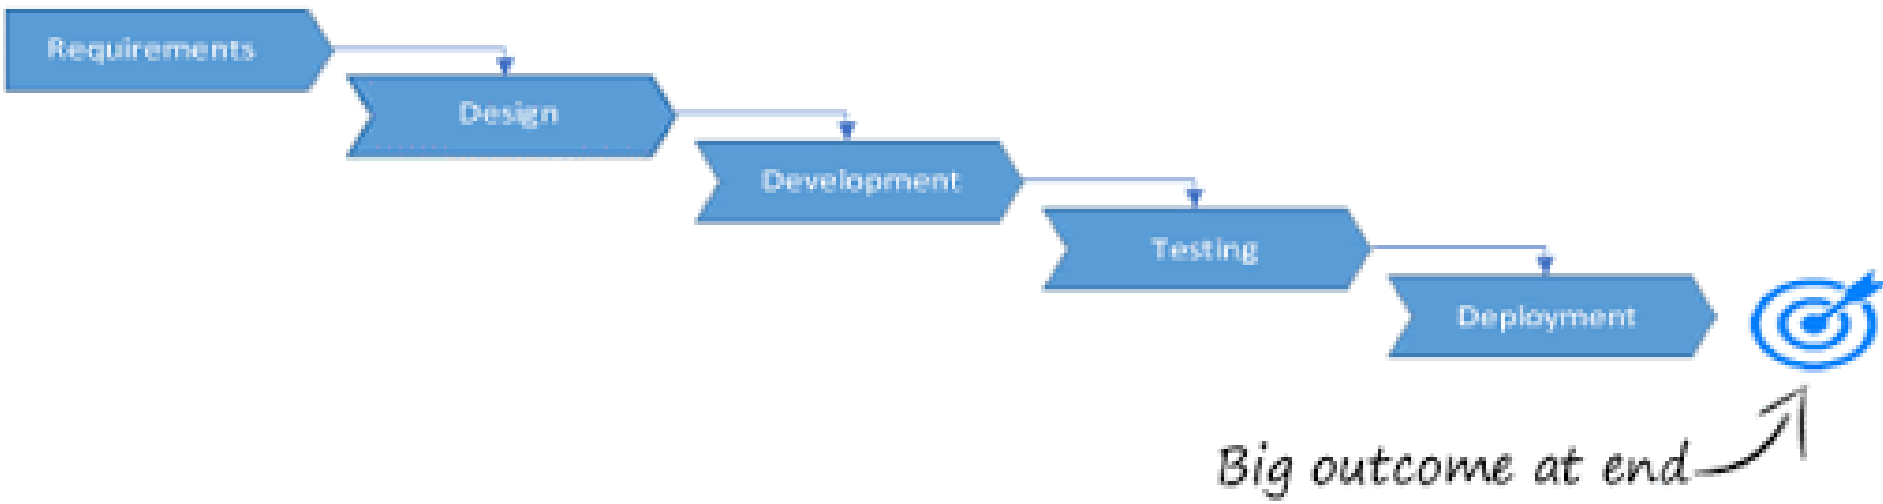 Requirements
Design
Development
Testing
Deployment
Big outcome at end